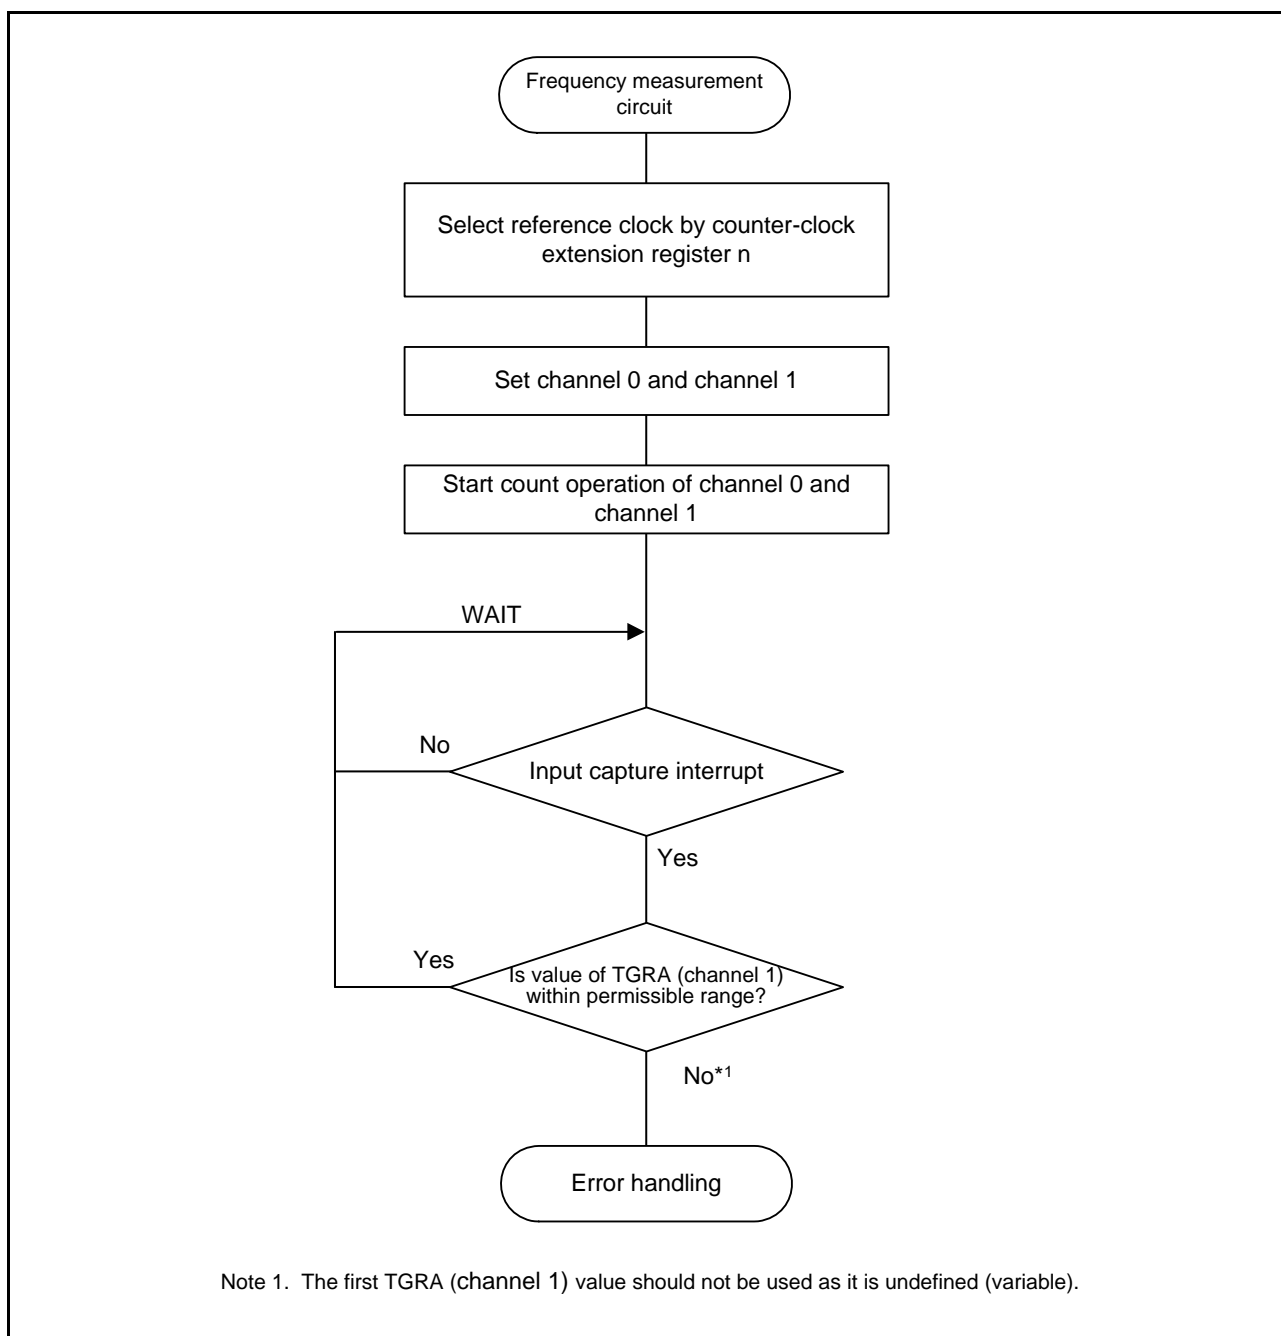 Frequency measurement
circuit
Select reference clock by counter-clock
extension register n
Set channel 0 and channel 1
Start count operation of channel 0 and
channel 1
WAIT
No
Input capture interrupt
Yes
Yes
Is value of TGRA (channel 1)
within permissible range?
No*1
Error handling
Note 1. The first TGRA (channel 1) value should not be used as it is undefined (variable).